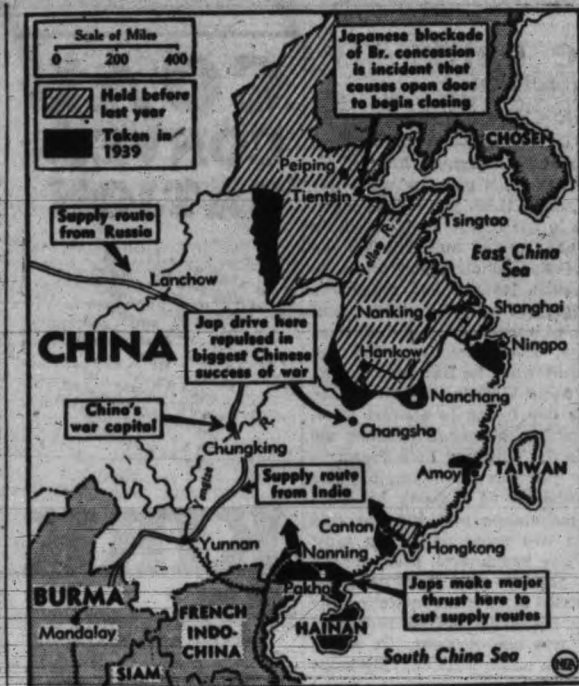 Scale of Miles
0 200 400
Held before
last year
Taken in
1939
Japanese blockade
of Br. concession
is incident that
causes open door
to begin closing
CHOSEN
Peiping
Tientsin
Supply route
from Russia
Yellow R.
Tsingtao
East China
Sea
Lanchow
Jap drive here
repulsed in
biggest Chinese
success of war
Nanking
Shanghai
CHINA
Hankow
Ningpo
China's
war capital
Nanchang
Changsha
Chungking
Yangtze R.
Supply route
from India
Amoy
TAIWAN
Canton
Yunnan
Nanning
Hongkong
Pakhoi
Japs make major
thrust here to
cut supply routes
BURMA
Mandalay
FRENCH
INDO-
CHINA
HAINAN
SIAM
South China Sea
NEA